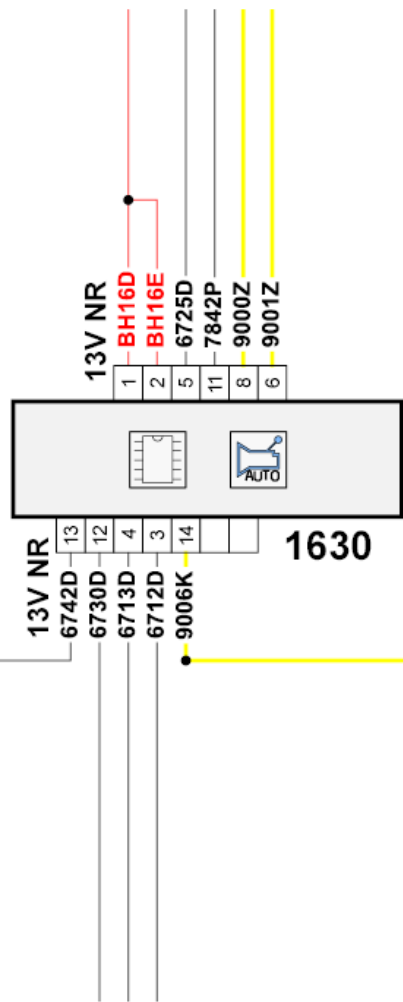 13V NR
BH16D
BH16E
6725D
7842P
9000Z
9001Z
1
2
5
11
8
6
AUTO
1630
13
12
4
3
14
13V NR
6742D
6730D
6713D
6712D
9006K